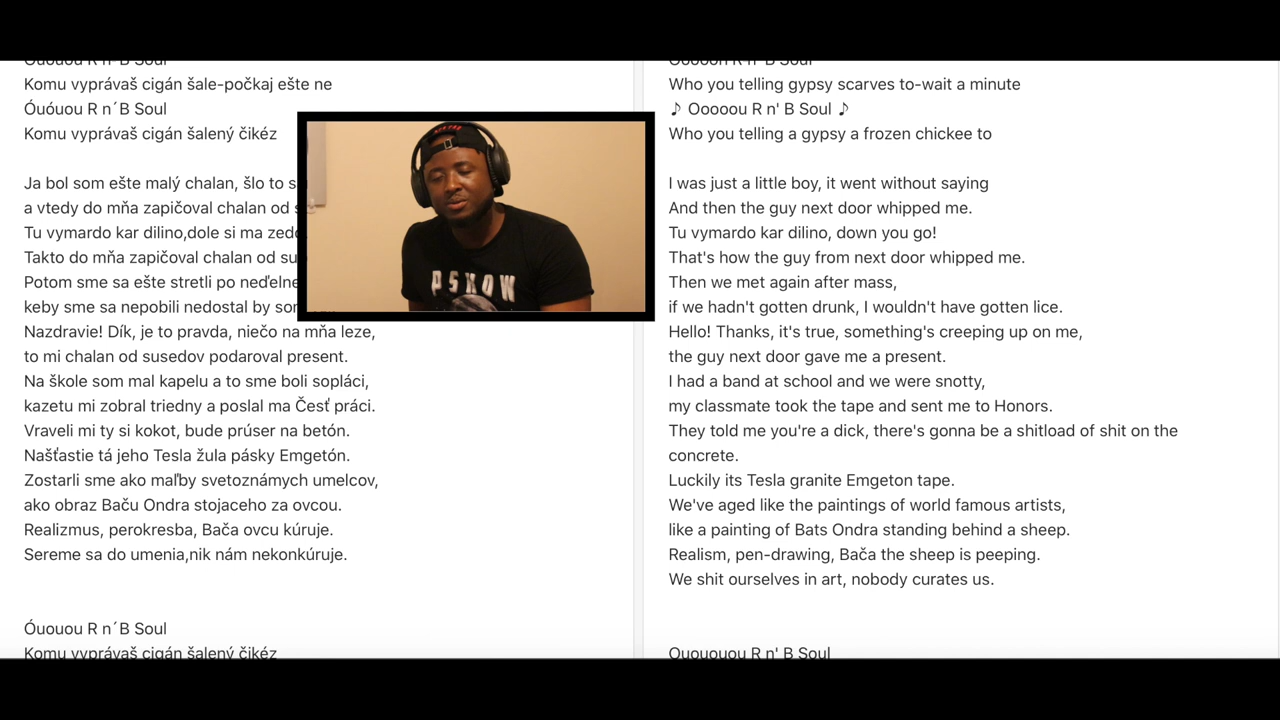 Óuóuou R n´B Soul
Komu vyprávaš cigán šale-počkaj ešte ne
Óuóuou R n´B Soul
Komu vyprávaš cigán šalený čikéz
Ja bol som ešte malý chalan, šlo to
a vtedy do mňa zapičoval chalan od
Tu vymardo kar dilino,dole si ma
Takto do mňa zapičoval chalan od
Potom sme sa ešte stretli po
keby sme sa nepobili nedostal by
Nazdravie! Dík, je to pravda, niečo na mňa leze,
to mi chalan od susedov podaroval present.
Na škole som mal kapelu a to sme boli sopláci,
kazetu mi zobral triedny a poslal ma Česť práci.
Vraveli mi ty si kokot, bude prúser na betón.
Našťastie tá jeho Tesla žula pásky Emgetón.
Zostarli sme ako maľby svetoznámych umelcov,
ako obraz Baču Ondra stojaceho za ovcou.
Realizmus, perokresba, Bača ovcu kúruje.
Sereme sa do umenia,nik nám nekonkúruje.
Óuouou R n´B Soul
Komu vyprávaš cigán šalený čikéz
R n' B Soul
Who you telling gypsy scarves to-wait a minute
♪ Ooooou R n' B Soul ♪
Who you telling a gypsy a frozen chickee to
I was just a little boy, it went without saying
And then the guy next door whipped me.
Tu vymardo kar dilino, down you go!
That's how the guy from next door whipped me.
Then we met again after mass,
if we hadn't gotten drunk, I wouldn't have gotten lice.
Hello! Thanks, it's true, something's creeping up on me,
the guy next door gave me a present.
I had a band at school and we were snotty,
my classmate took the tape and sent me to Honors.
They told me you're a dick, there's gonna be a shitload of shit on the
concrete.
Luckily its Tesla granite Emgeton tape.
We've aged like the paintings of world famous artists,
like a painting of Bats Ondra standing behind a sheep.
Realism, pen-drawing, Bača the sheep is peeping.
We shit ourselves in art, nobody curates us.
Ouououou R n' B Soul
PSHOW